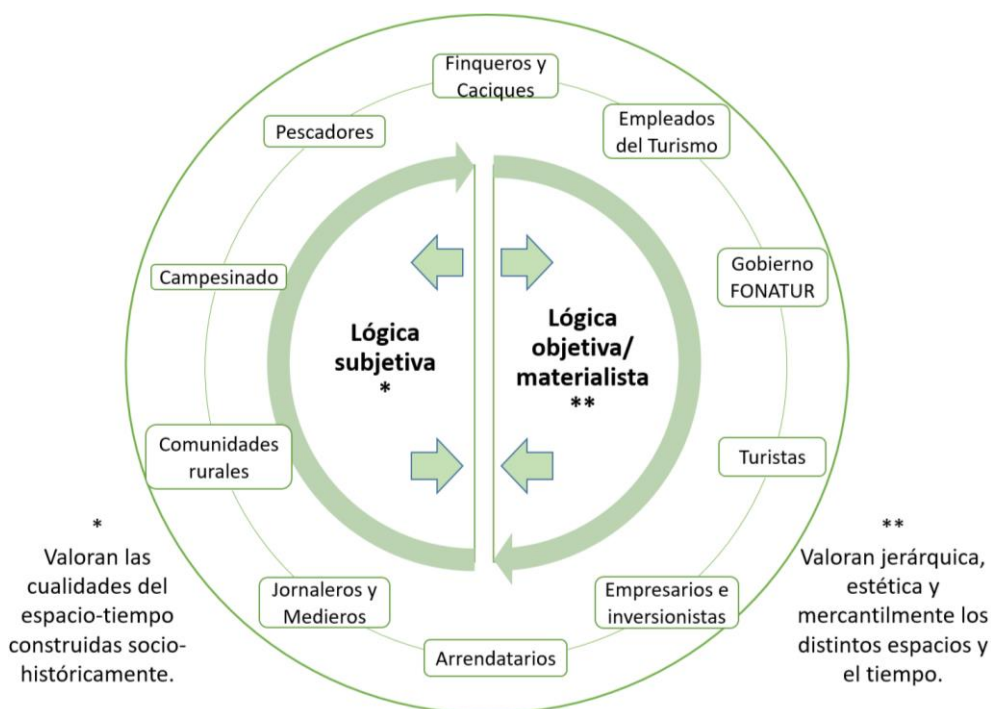 Finqueros y
Caciques
Empleados
del Turismo
Pescadores
Gobierno
FONATUR
Campesinado
Lógica
subjetiva
*
Lógica
objetiva/
materialista
**
Comunidades
rurales
Turistas
*
Valoran las
cualidades del
espacio-tiempo
construidas socio-
históricamente.
**
Valoran jerárquica,
estética y
mercantilmente los
distintos espacios y
el tiempo.
Jornaleros y
Medieros
Empresarios e
inversionistas
Arrendatarios